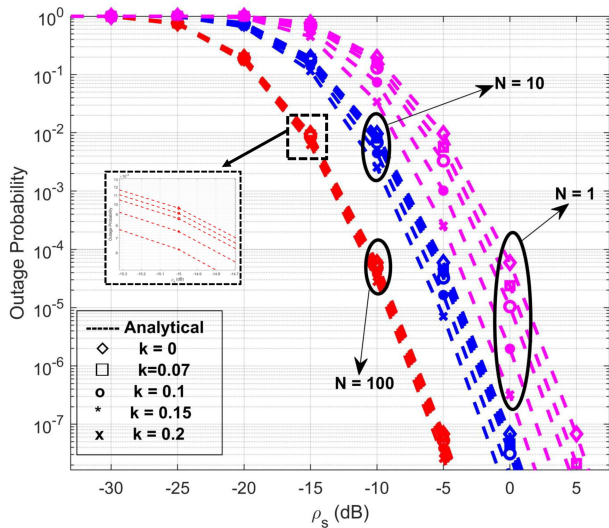 10^0
10^-1
10^-2
10^-3
10^-4
10^-5
10^-6
10^-7
Outage Probability
N = 10
N = 1
N = 100
Analytical
k = 0
k=0.07
k = 0.1
k = 0.15
k = 0.2
-30 -25 -20 -15 -10 -5 0 5
ρs (dB)